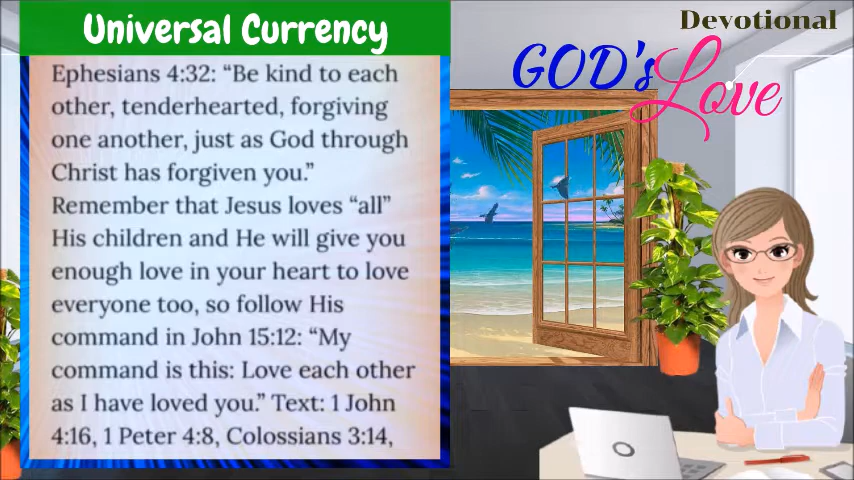 Universal Currency
Ephesians 4:32: “Be kind to each
other, tenderhearted, forgiving
one another, just as God through
Christ has forgiven you.”
Remember that Jesus loves “all”
His children and He will give you
enough love in your heart to love
everyone too, so follow His
command in John 15:12: “My
command is this: Love each other
as I have loved you.” Text: 1 John
4:16, 1 Peter 4:8, Colossians 3:14,
Devotional
GOD's
Love